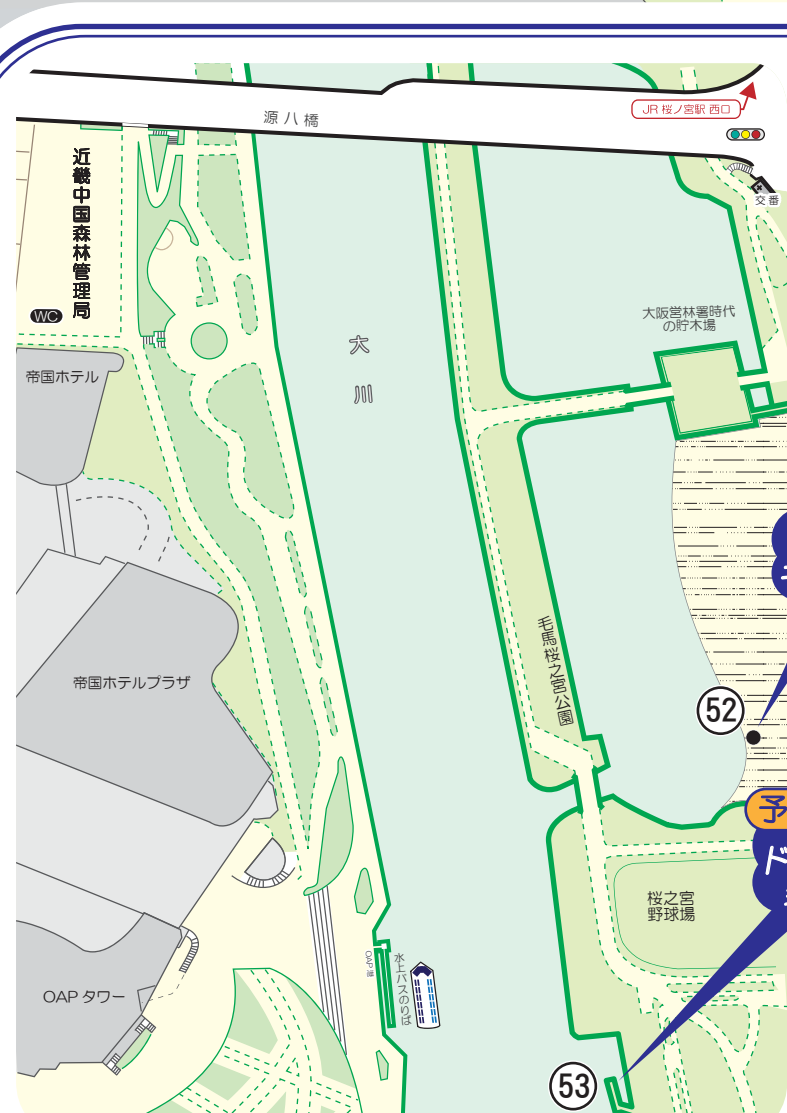 源八橋
JR 桜ノ宮駅 西口
交番
近畿中国森林管理局
WC
大阪営林署時代
の貯木場
大川
帝国ホテル
毛馬桜之宮公園
帝国ホテルプラザ
52
予
ド
桜之宮
野球場
OAP 港
水上バスのりば
OAP タワー
53